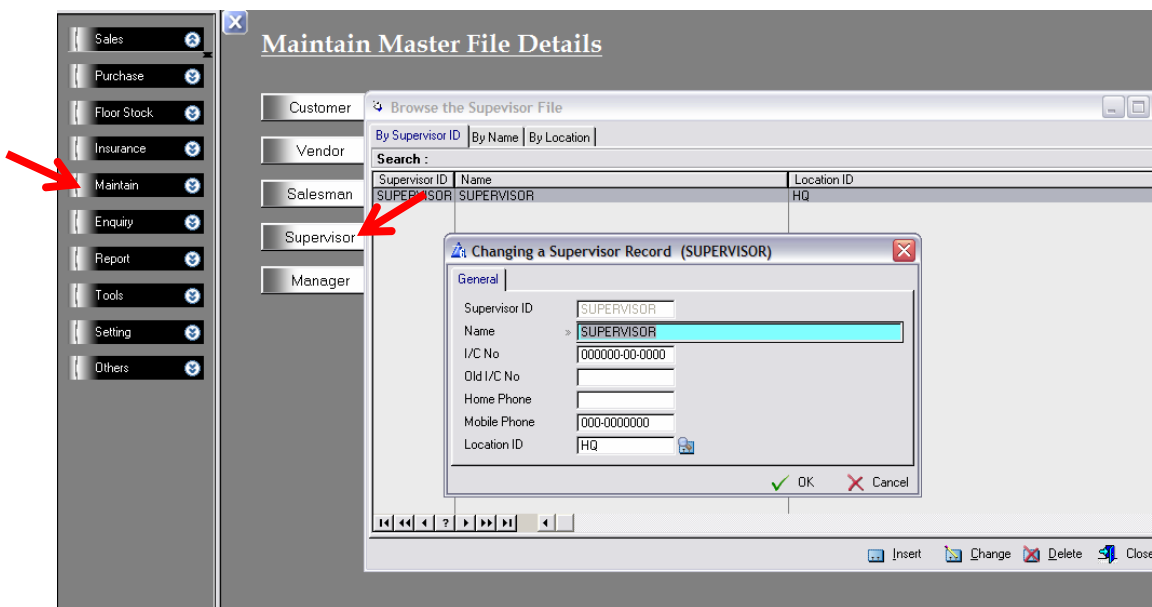 Sales
Purchase
Floor Stock
Insurance
Maintain
Enquiry
Report
Tools
Setting
Others
Maintain Master File Details
Customer
Vendor
Salesman
Supervisor
Manager
Browse the Supevisor File
By Supervisor ID By Name By Location
Search :
Supervisor ID Name Location ID
SUPERVISOR SUPERVISOR HQ
Changing a Supervisor Record (SUPERVISOR)
General
Supervisor ID SUPERVISOR
Name » SUPERVISOR
I/C No 000000-00-0000
Old I/C No
Home Phone
Mobile Phone 000-0000000
Location ID HQ
OK Cancel
?
Insert Change Delete Close